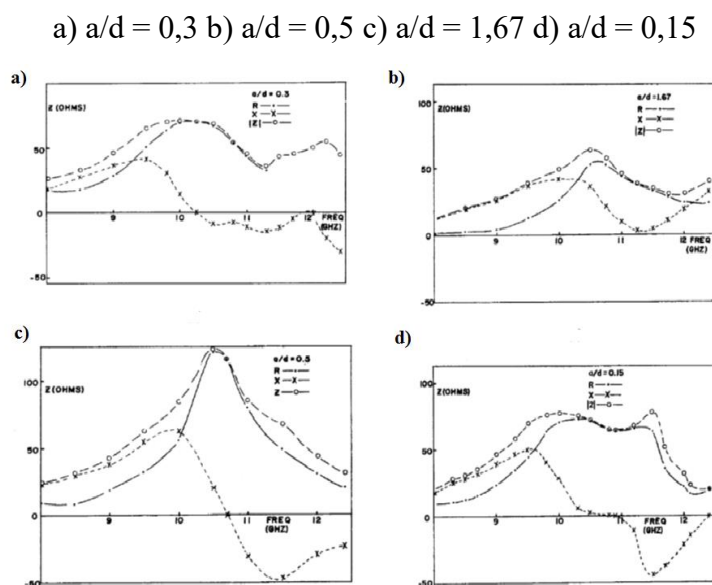 a) a/d = 0,3 b) a/d = 0,5 c) a/d = 1,67 d) a/d = 0,15
a)
a/d = 0.3
Z (OHMS)
R
X
|Z|
50
0
-50
9
10
11
12
FREQ
(GHZ)
b)
100
Z(OHMS)
a/d = 1.67
R
X
|Z|
50
0
-50
9
10
11
12
FREQ
(GHZ)
c)
100
Z(OHMS)
a/d = 0.5
R
X
Z
50
0
-50
9
10
11
12
FREQ
(GHZ)
d)
100
Z(OHMS)
a/d = 0.15
R
X
|Z|
50
0
-50
9
10
11
12
FREQ
(GHZ)